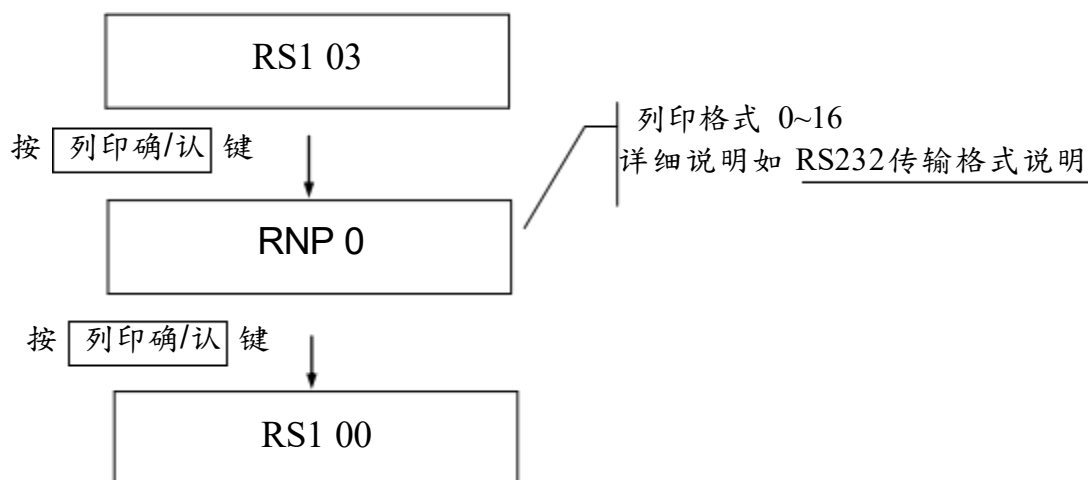 RS1 03
按 列印确/认 键
列印格式 0~16
详细说明如 RS232传输格式说明
RNP 0
按 列印确/认 键
RS1 00